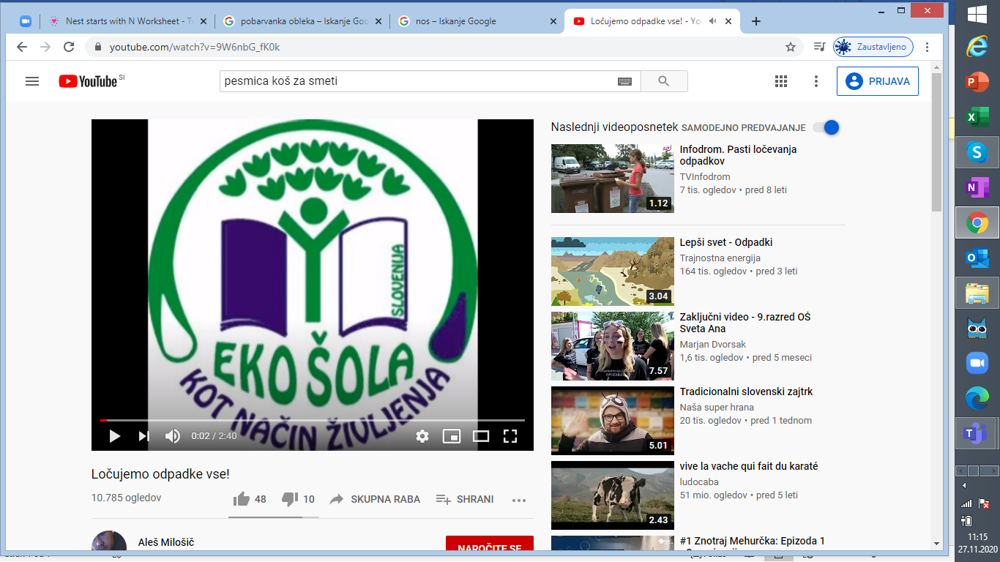 Nest starts with N Worksheet - Tw
pobarvanka obleka – Iskanje Goo
nos – Iskanje Google
Ločujemo odpadke vse! - You
youtube.com/watch?v=9W6nbG_fK0k
Zaustavljeno
YouTube SI
pesmica koš za smeti
PRIJAVA
SLOVENIJA
EKO ŠOLA
KOT NAČIN ŽIVLJENJA
0:02 / 2:40
Ločujemo odpadke vse!
10.785 ogledov
48
10
SKUPNA RABA
SHRANI
Aleš Milošič
NAROČITE SE
Naslednji videoposnetek
SAMODEJNO PREDVAJANJE
1.12
Infodrom. Pasti ločevanja
odpadkov
TVInfodrom
7 tis. ogledov • pred 8 leti
3.04
Lepši svet - Odpadki
Trajnostna energija
164 tis. ogledov • pred 3 leti
7.57
Zaključni video - 9.razred OŠ
Sveta Ana
Marjan Dvorsak
1,6 tis. ogledov • pred 5 meseci
5.01
Tradicionalni slovenski zajtrk
Naša super hrana
20 tis. ogledov • pred 1 tednom
2.43
vive la vache qui fait du karaté
ludocaba
51 mio. ogledov • pred 5 leti
#1 Znotraj Mehurčka: Epizoda 1
11:15
27.11.2020